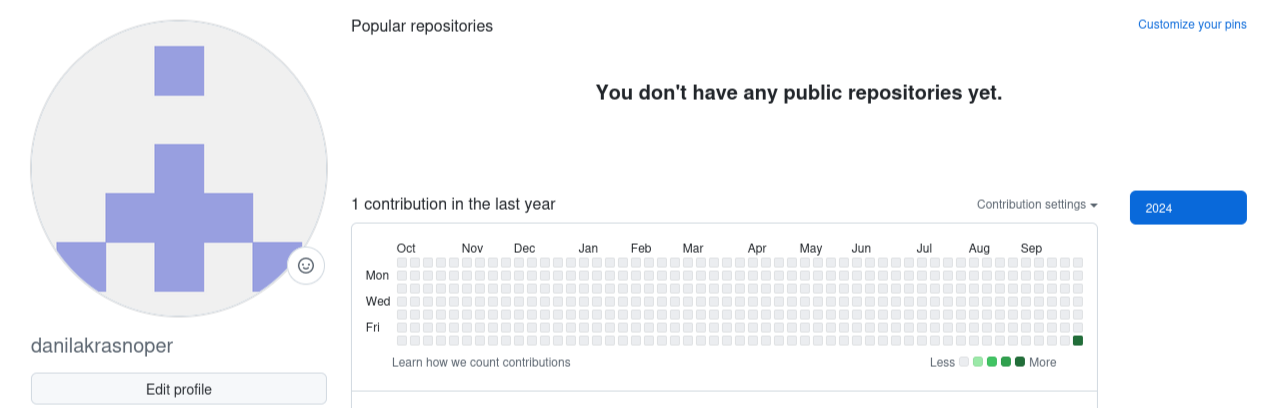 Popular repositories
Customize your pins
You don't have any public repositories yet.
1 contribution in the last year
Contribution settings
2024
Oct Nov Dec Jan Feb Mar Apr May Jun Jul Aug Sep
Mon
Wed
Fri
Learn how we count contributions
Less More
danilakrasnoper
Edit profile